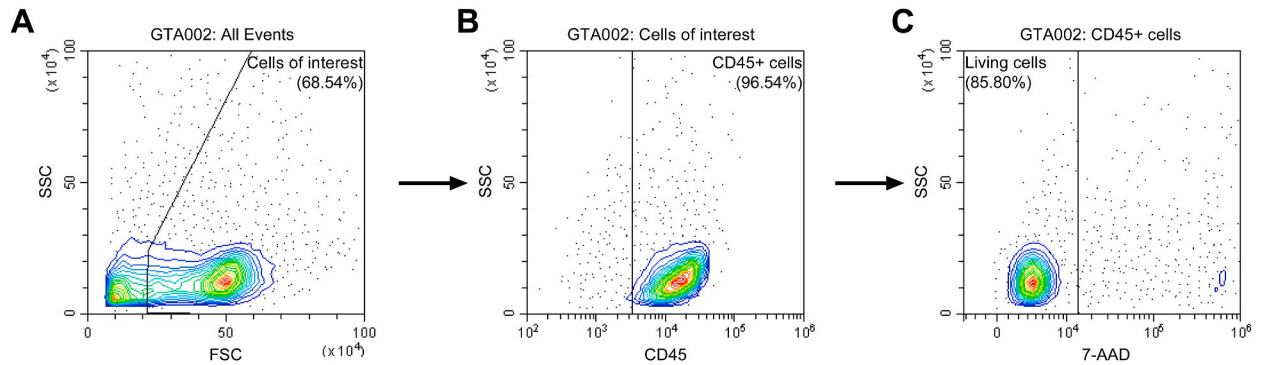 A
GTA002: All Events
Cells of interest
(68.54%)
100
50
0
(x10⁴)
SSC
0
50
100
FSC
(x10⁴)
B
GTA002: Cells of interest
CD45+ cells
(96.54%)
100
50
0
(x10⁴)
SSC
10²
10³
10⁴
10⁵
10⁶
CD45
C
GTA002: CD45+ cells
Living cells
(85.80%)
100
50
0
(x10⁴)
SSC
0
10⁴
10⁵
10⁶
7-AAD